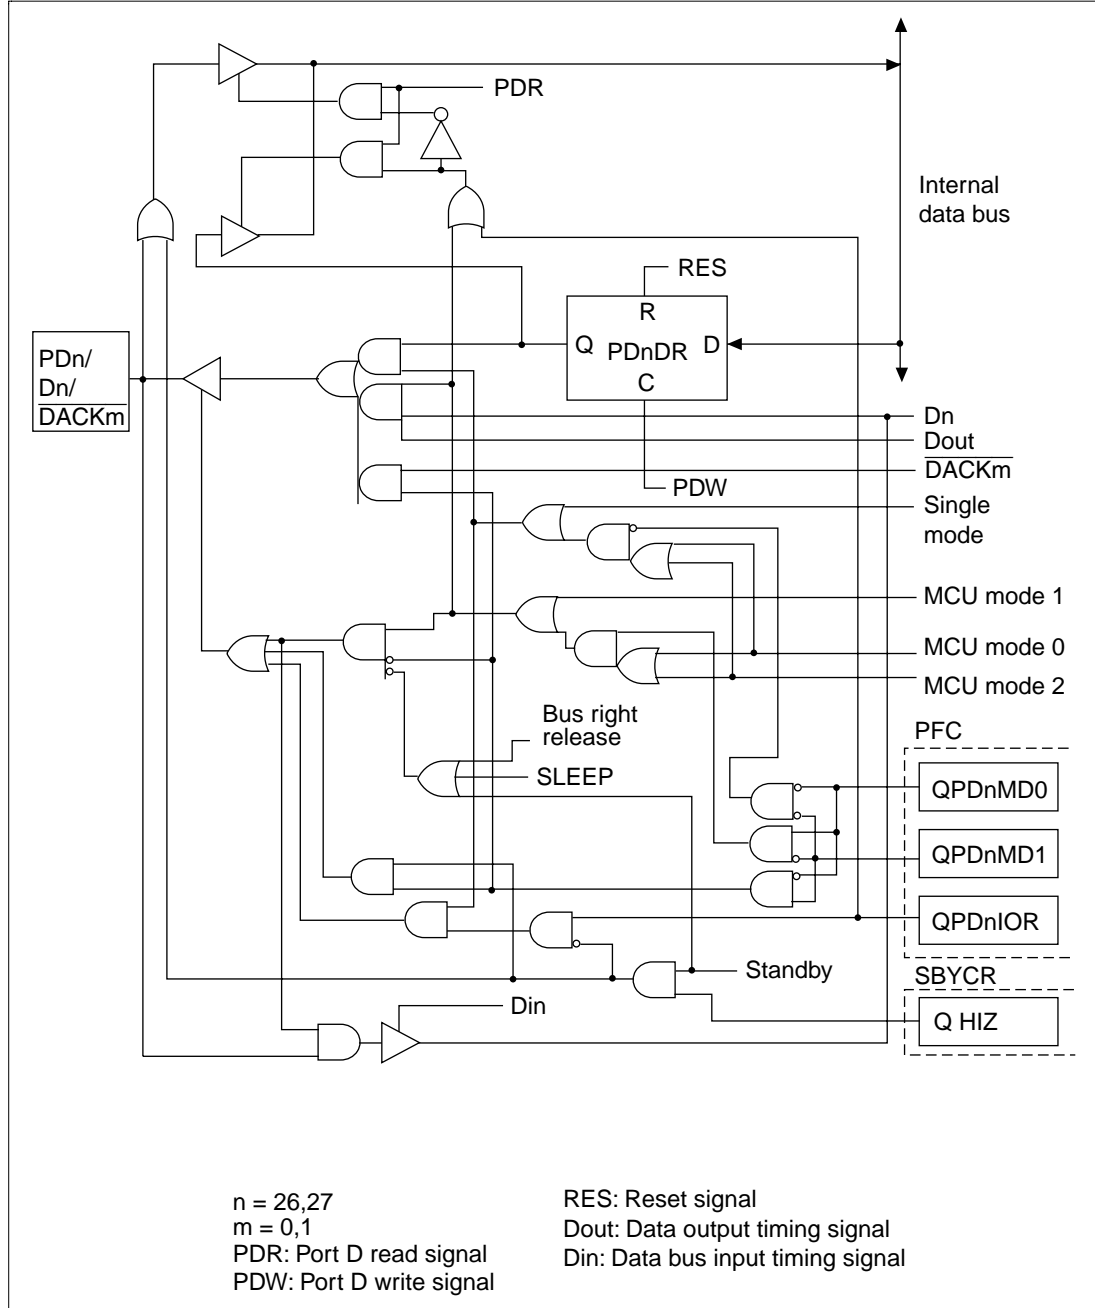 PDR
Internal
data bus
RES
R
Q
PDnDR
D
C
PDn/
Dn/
DACKm
Dn
Dout
DACKm
PDW
Single
mode
MCU mode 1
MCU mode 0
MCU mode 2
Bus right
release
SLEEP
PFC
QPDnMD0
QPDnMD1
QPDnIOR
Standby
SBYCR
Din
Q HIZ
n = 26,27
m = 0,1
PDR: Port D read signal
PDW: Port D write signal
RES: Reset signal
Dout: Data output timing signal
Din: Data bus input timing signal